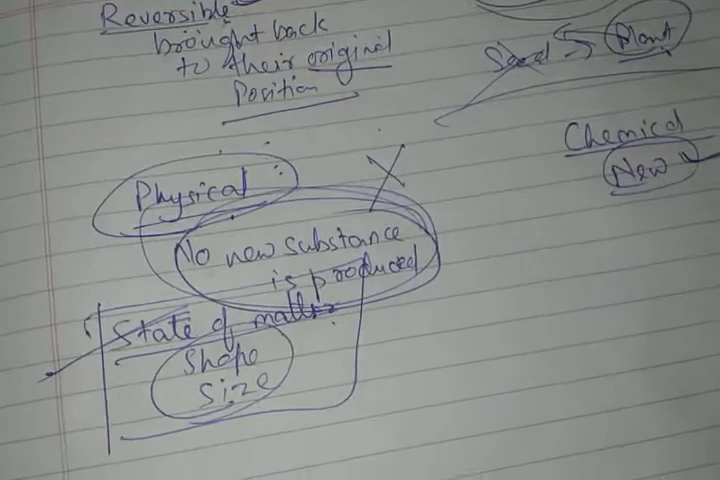 Reversible
brought back
to their original
Position
Seed Plant
Chemical
New
Physical :
No new substance
is produced
State of matter
Shape
Size